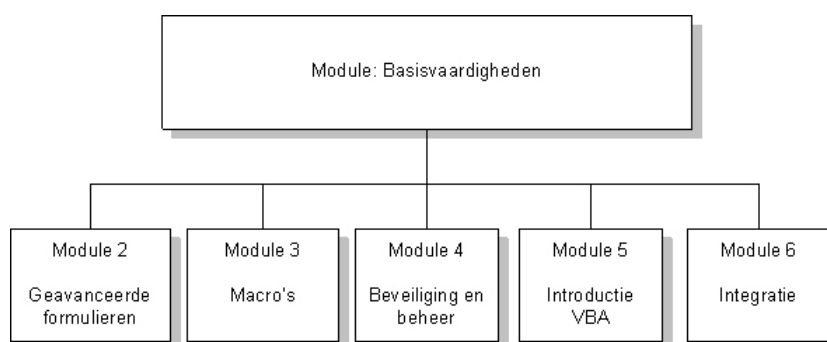 Module: Basisvaardigheden
Module 2
Geavanceerde
formulieren
Module 3
Macro's
Module 4
Beveiliging en
beheer
Module 5
Introductie
VBA
Module 6
Integratie